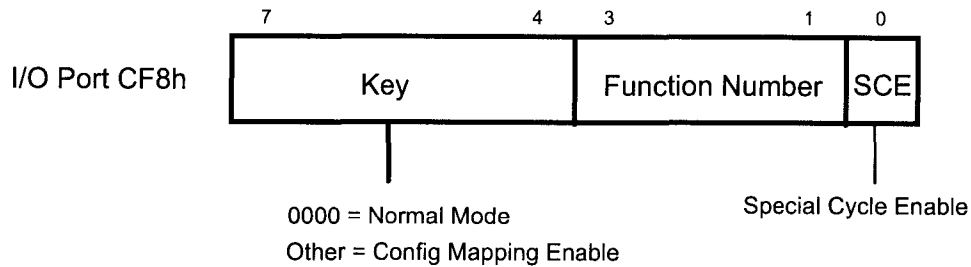 7 4 3 1 0
I/O Port CF8h Key Function Number SCE
0000 = Normal Mode
Other = Config Mapping Enable
Special Cycle Enable